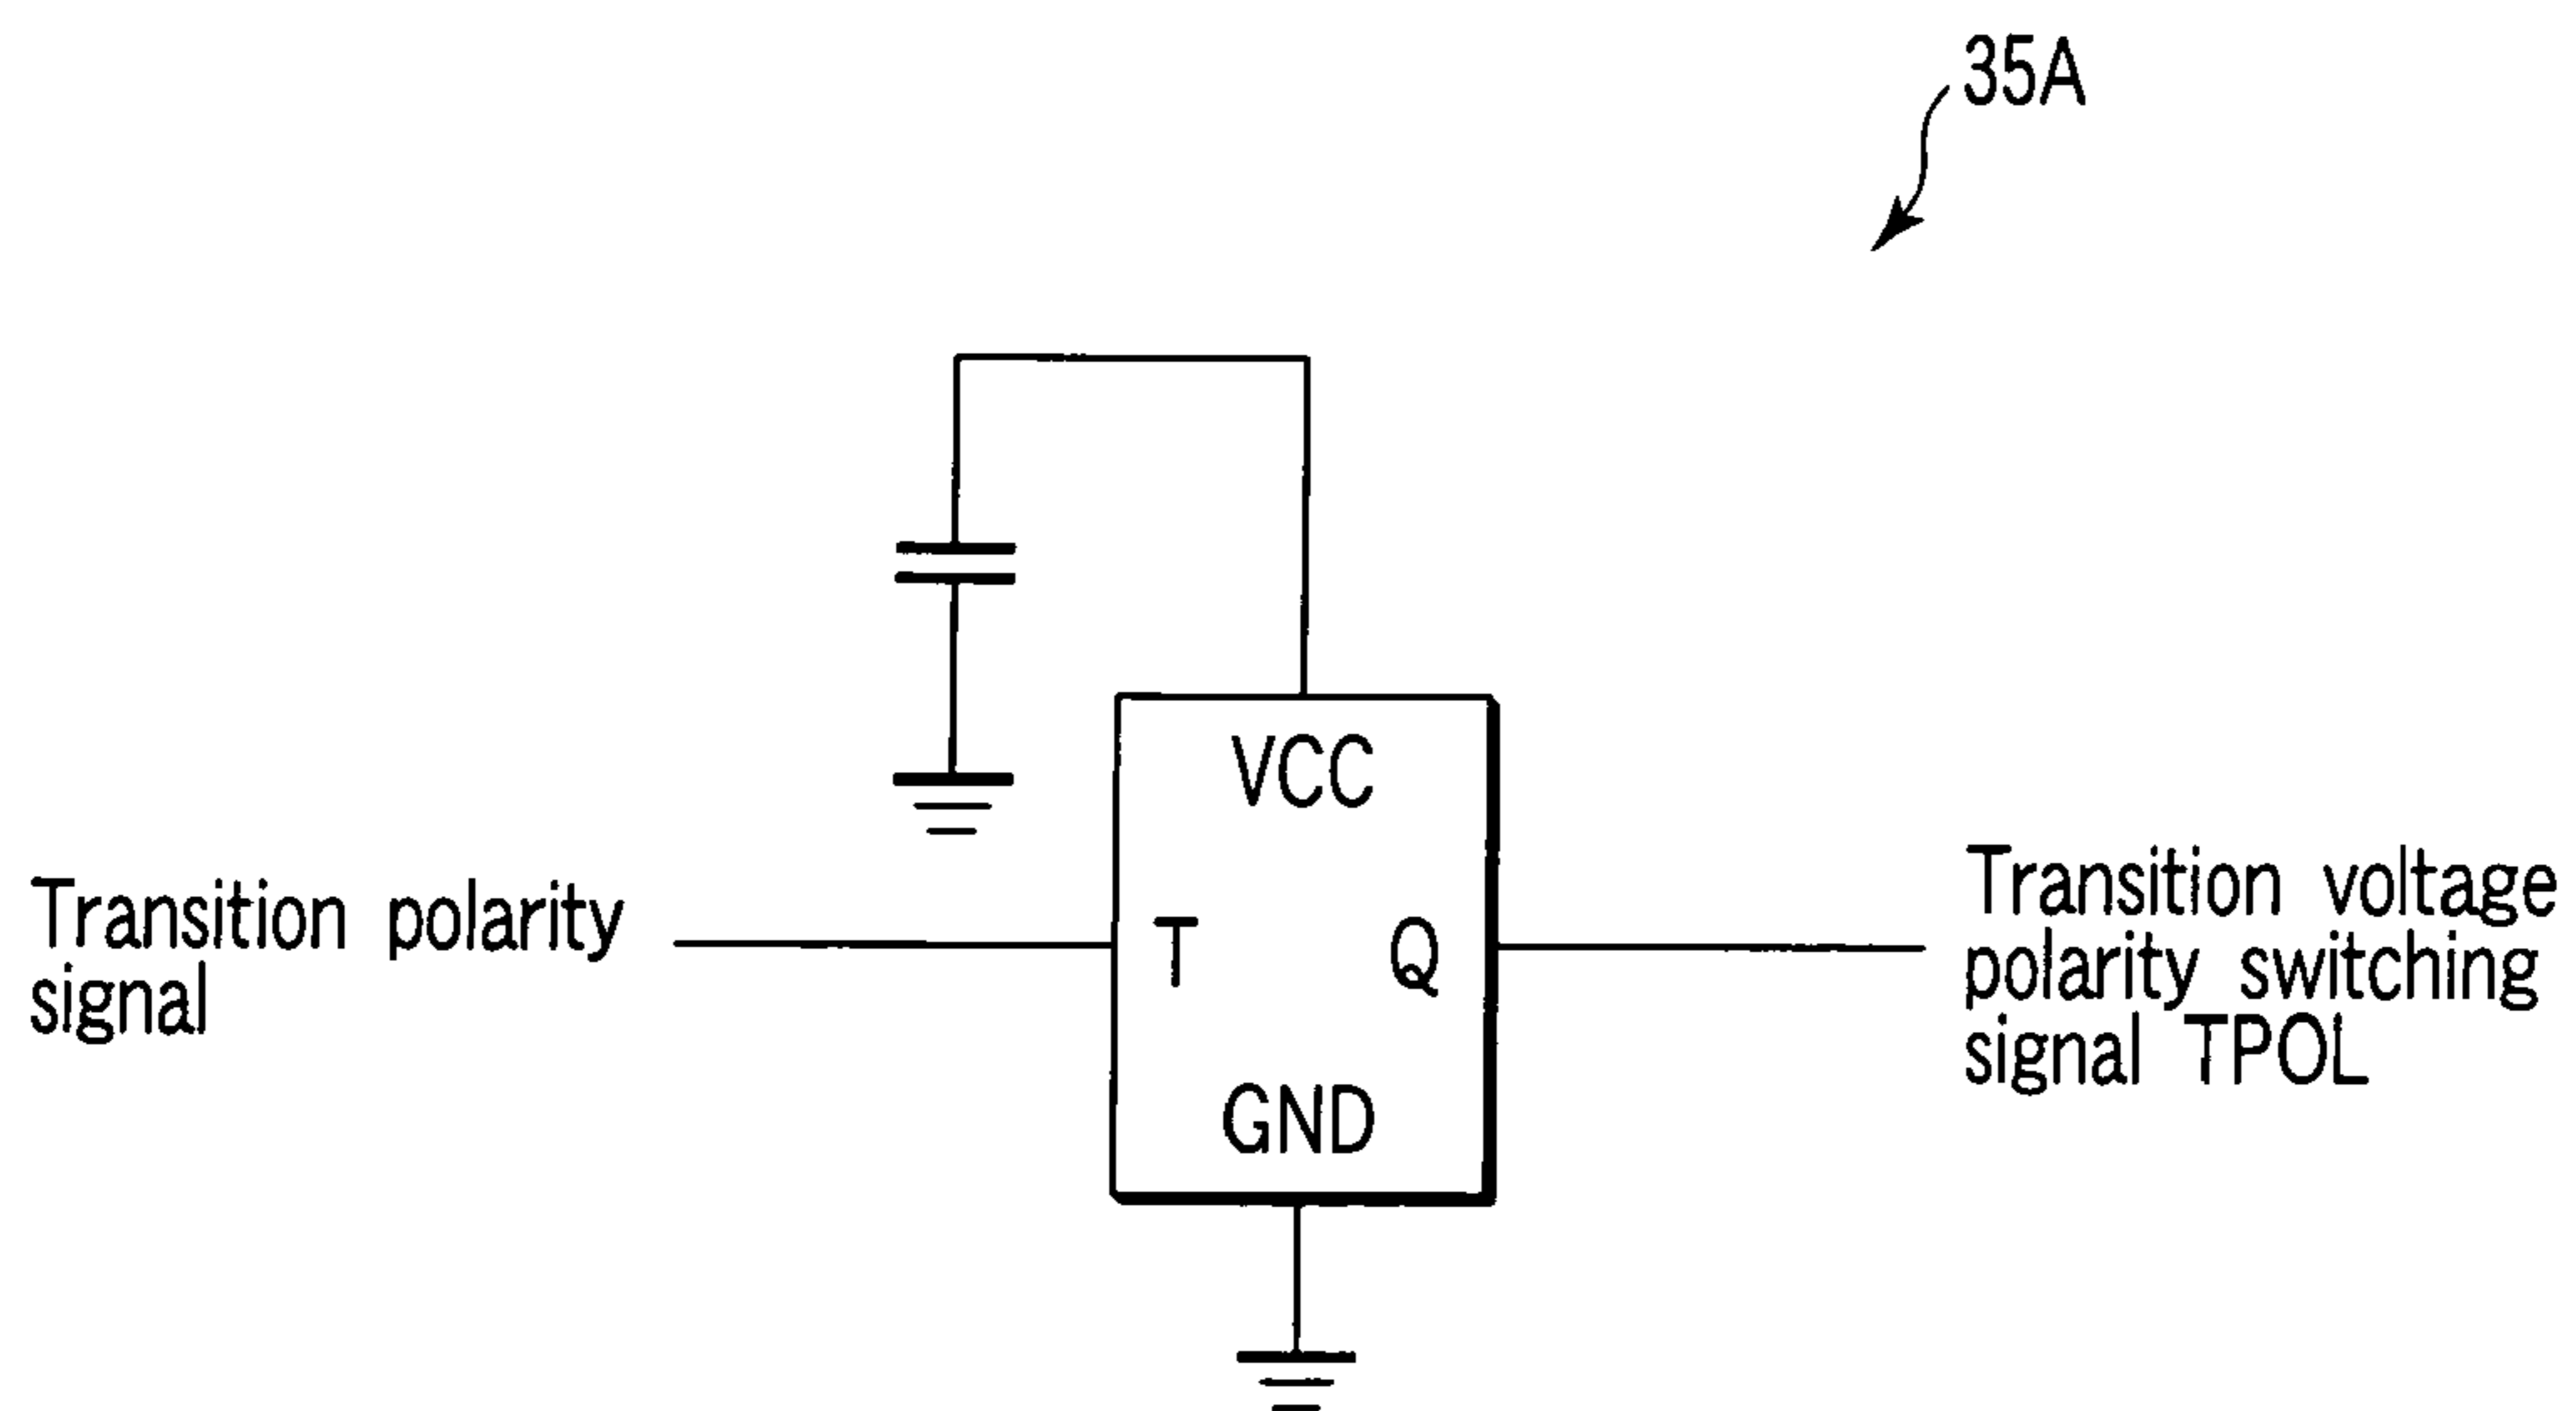 35A
VCC
Transition polarity
signal
T
Q
Transition voltage
polarity switching
signal TPOL
GND